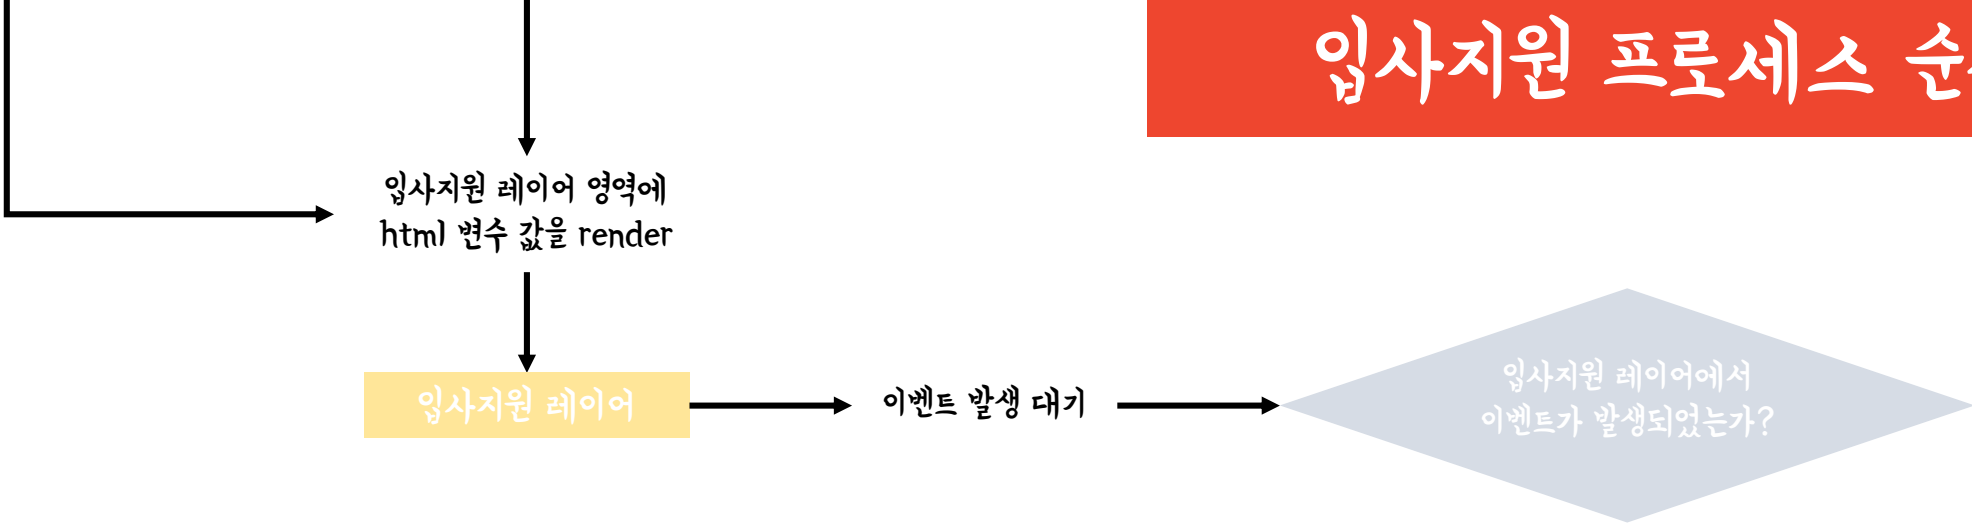 입사지원 프로세스
입사지원 레이어 영역에
html 변수 값을 render
입사지원 레이어
이벤트 발생 대기
입사지원 레이어에서
이벤트가 발생되었는가?